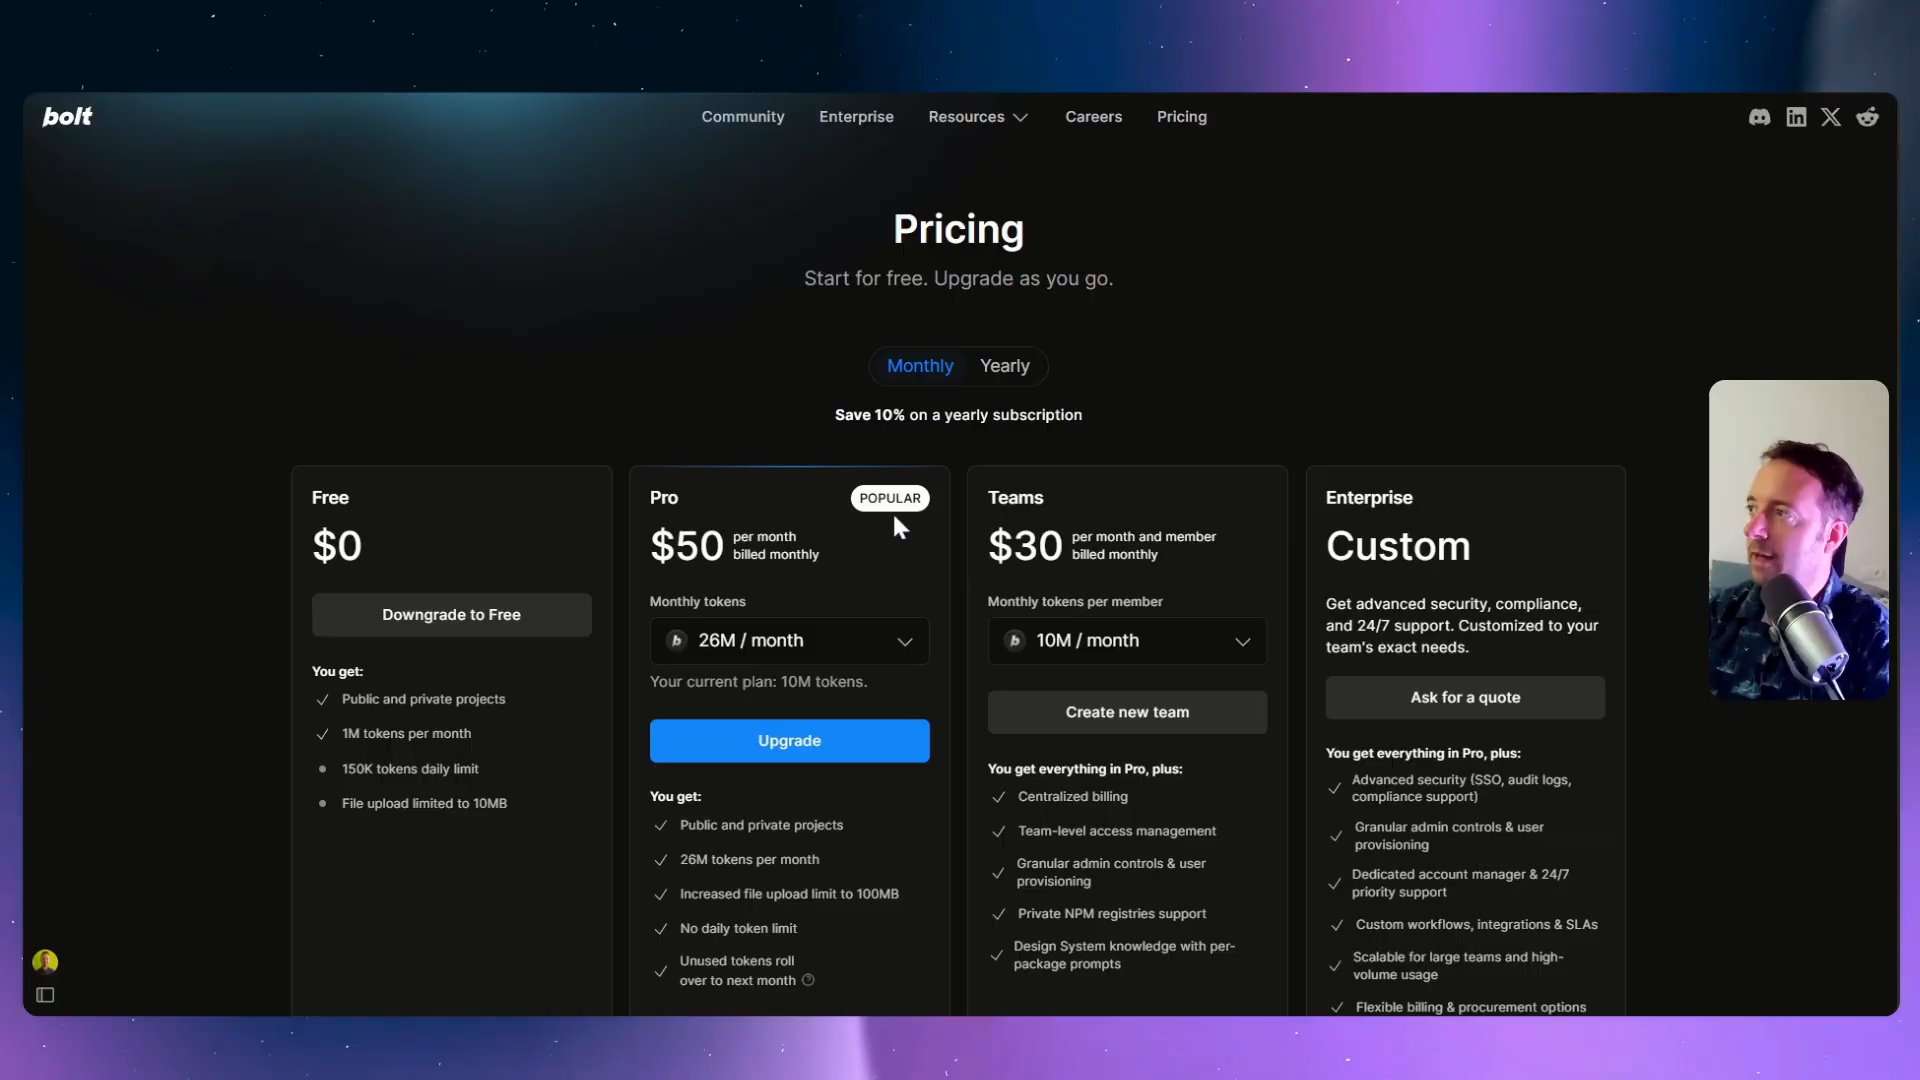 bolt
Community Enterprise Resources Careers Pricing
Pricing
Start for free. Upgrade as you go.
Monthly Yearly
Save 10% on a yearly subscription
Free
$0
Downgrade to Free
You get:
Public and private projects
1M tokens per month
150K tokens daily limit
File upload limited to 10MB
Pro
POPULAR
$50
per month
billed monthly
Monthly tokens
b 26M / month
Your current plan: 10M tokens.
Upgrade
You get:
Public and private projects
26M tokens per month
Increased file upload limit to 100MB
No daily token limit
Unused tokens roll
over to next month
Teams
$30
per month and member
billed monthly
Monthly tokens per member
b 10M / month
Create new team
You get everything in Pro, plus:
Centralized billing
Team-level access management
Granular admin controls & user
provisioning
Private NPM registries support
Design System knowledge with per-
package prompts
Enterprise
Custom
Get advanced security, compliance,
and 24/7 support. Customized to your
team's exact needs.
Ask for a quote
You get everything in Pro, plus:
Advanced security (SSO, audit logs,
compliance support)
Granular admin controls & user
provisioning
Dedicated account manager & 24/7
priority support
Custom workflows, integrations & SLAs
Scalable for large teams and high-
volume usage
Flexible billing & procurement options